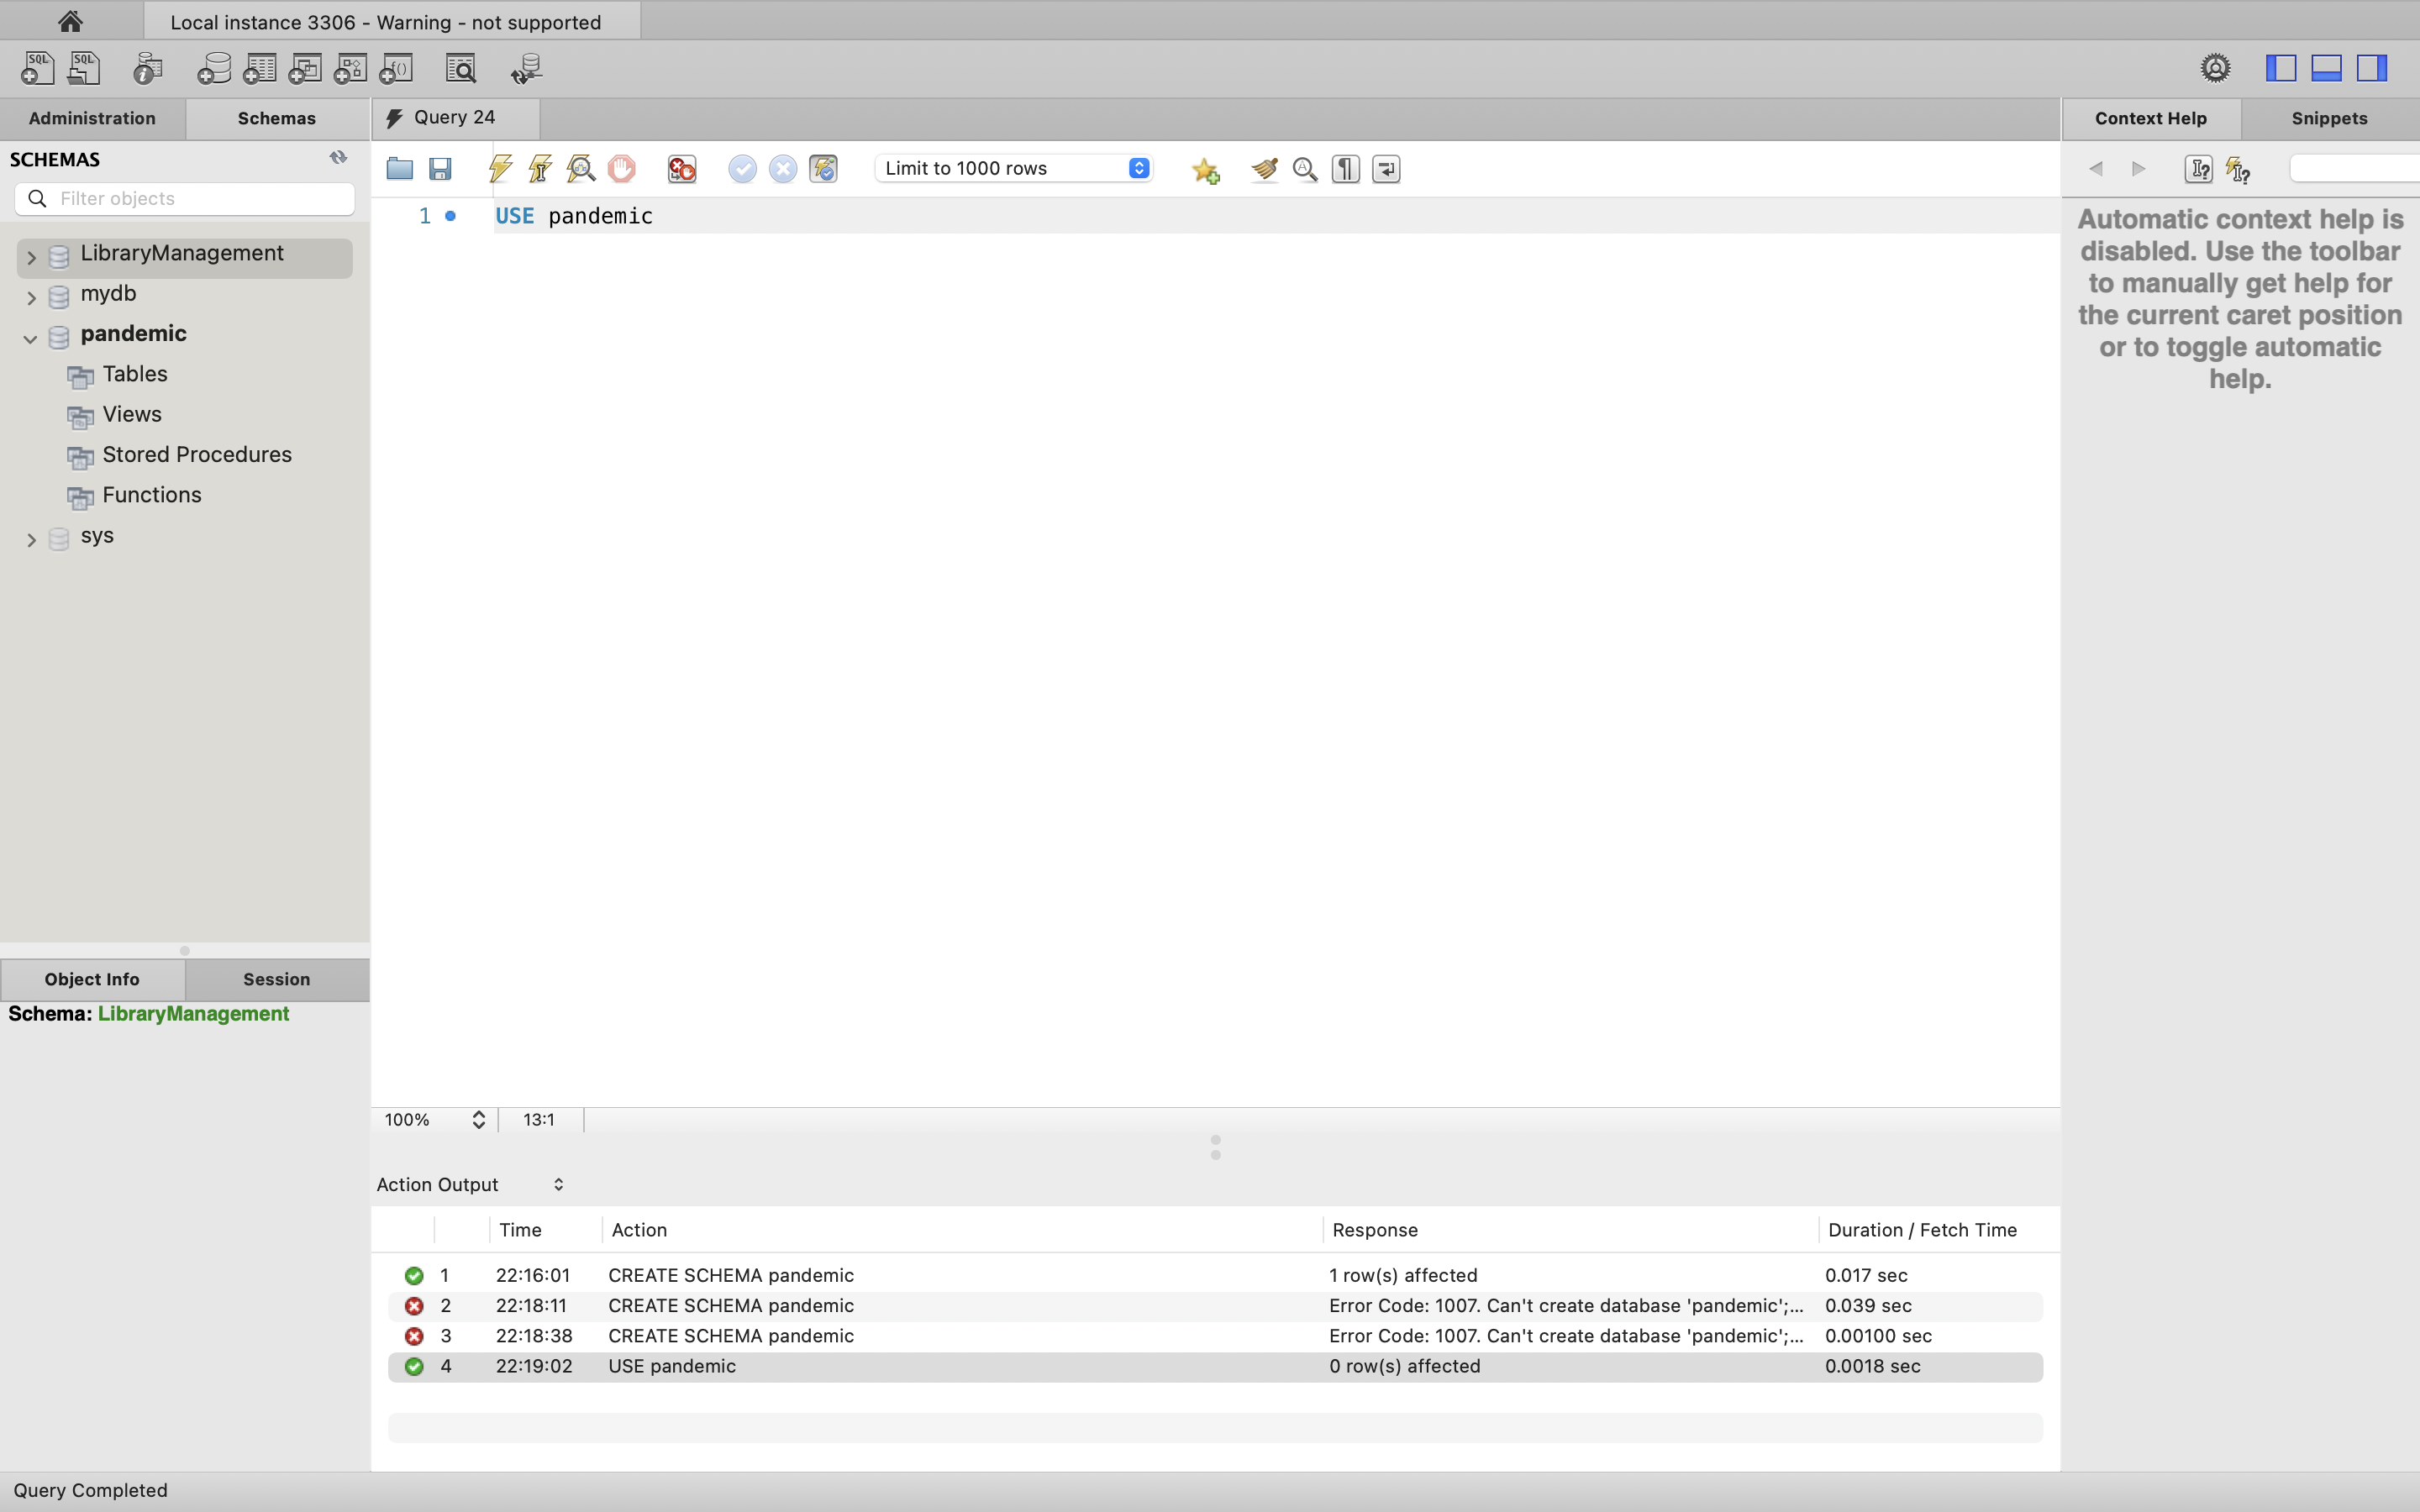 Local instance 3306 - Warning - not supported
SQL SQL
Administration Schemas
Query 24
Context Help Snippets
SCHEMAS
Filter objects
Limit to 1000 rows
1 USE pandemic
LibraryManagement
mydb
pandemic
Tables
Views
Stored Procedures
Functions
sys
Automatic context help is
disabled. Use the toolbar
to manually get help for
the current caret position
or to toggle automatic
help.
Object Info Session
Schema: LibraryManagement
100% 13:1
Action Output
Time Action Response Duration / Fetch Time
1 22:16:01 CREATE SCHEMA pandemic 1 row(s) affected 0.017 sec
2 22:18:11 CREATE SCHEMA pandemic Error Code: 1007. Can't create database 'pandemic';... 0.039 sec
3 22:18:38 CREATE SCHEMA pandemic Error Code: 1007. Can't create database 'pandemic';... 0.00100 sec
4 22:19:02 USE pandemic 0 row(s) affected 0.0018 sec
Query Completed